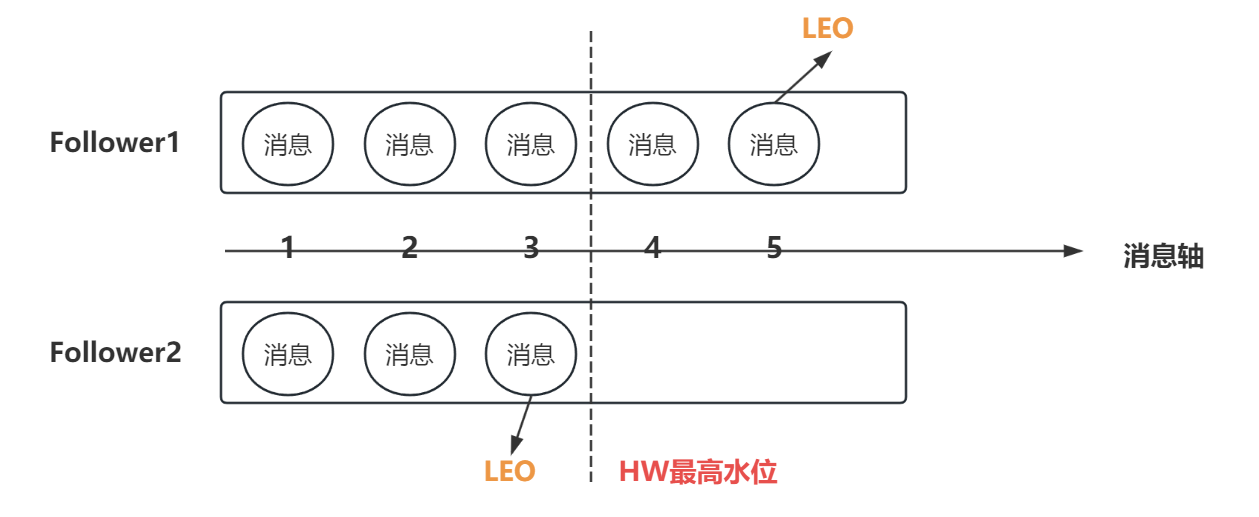 LEO
Follower1
消息 消息 消息 消息 消息
1 2 3 4 5
消息轴
Follower2
消息 消息 消息
LEO
HW最高水位